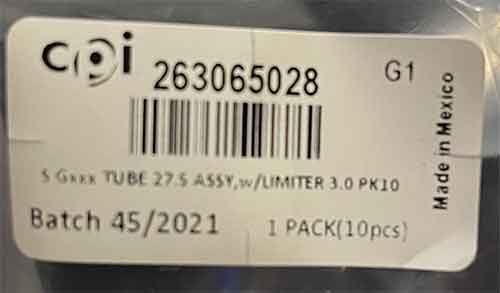 cpi 263065028 G1
S Gxxx TUBE 27.5 ASSY,w/LIMITER 3.0 PK10
Batch 45/2021 1 PACK(10pcs)
Made in Mexico